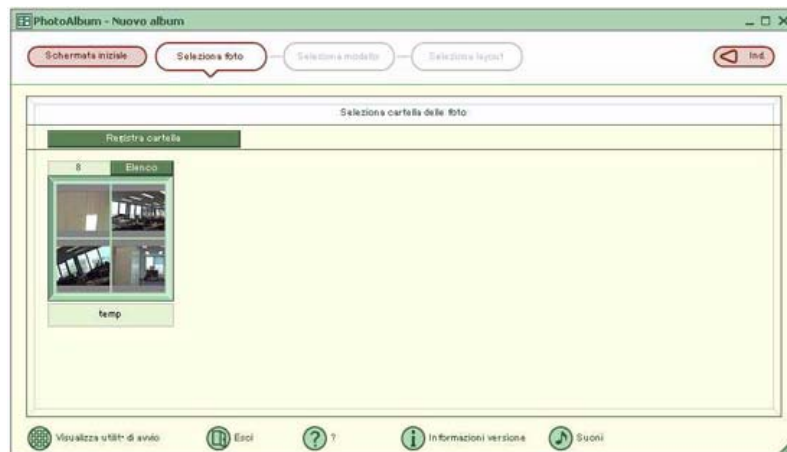 PhotoAlbum - Nuovo album
Schermata iniziale
Seleziona foto
Seleziona modello
Seleziona layout
Ind.
Seleziona cartella delle foto
Registra cartella
8 Elenco
temp
Visualizza utilit· di avvio
Esci
?
Informazioni versione
Suoni